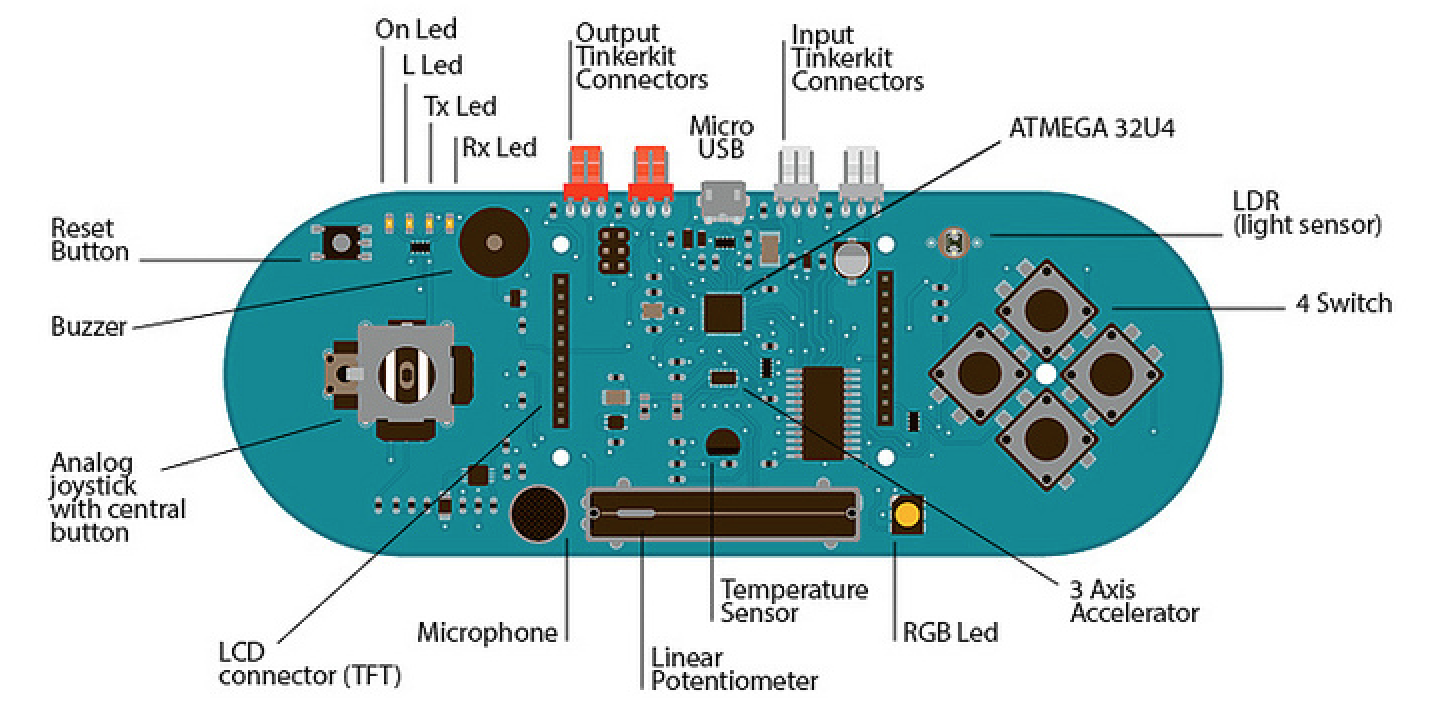 On Led
L Led
Tx Led
Rx Led
Output
Tinkerkit
Connectors
Micro
USB
Input
Tinkerkit
Connectors
ATMEGA 32U4
LDR
(light sensor)
Reset
Button
4 Switch
Buzzer
Analog
joystick
with central
button
LCD
connector (TFT)
Microphone
Linear
Potentiometer
Temperature
Sensor
RGB Led
3 Axis
Accelerator